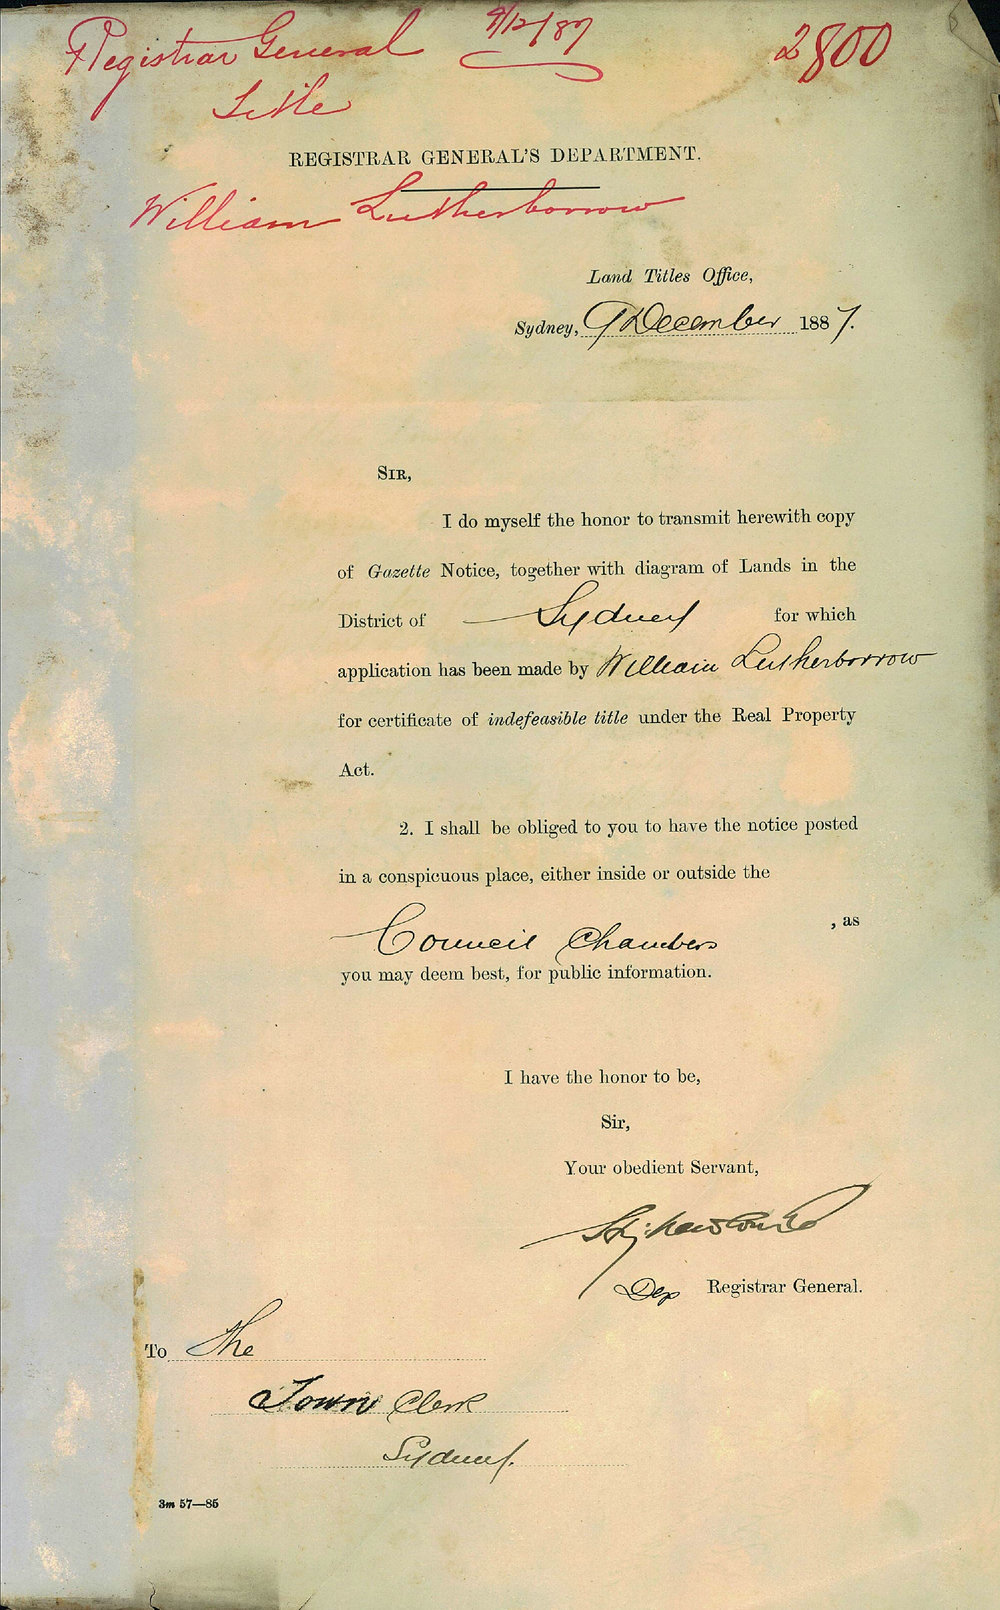 Registrar General 9/12/87 2800
Title
REGISTRAR GENERAL'S DEPARTMENT.
William Lutherborrow
Land Titles Office,
Sydney, 9 December 1887.
SIR,
I do myself the honor to transmit herewith copy
of Gazette Notice, together with diagram of Lands in the
District of Sydney for which
application has been made by William Lutherborrow
for certificate of indefeasible title under the Real Property
Act.
2. I shall be obliged to you to have the notice posted
in a conspicuous place, either inside or outside the
Council Chambers , as
you may deem best, for public information.
I have the honor to be,
Sir,
Your obedient Servant,
Dep Registrar General.
To The
Town Clerk
Sydney.
3m 57—85